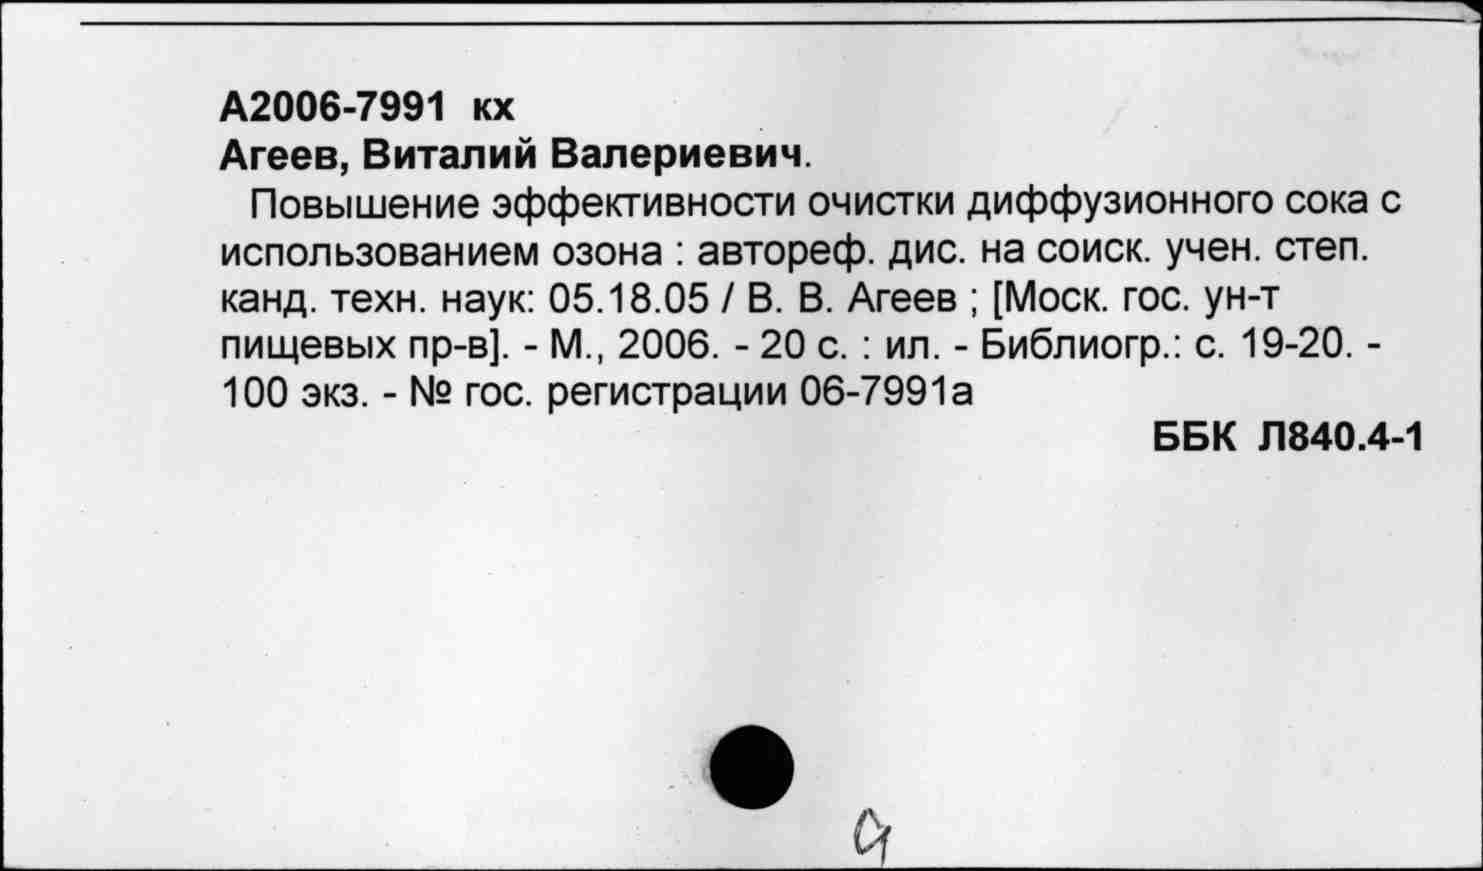 А2006-7991 кх
Агеев, Виталий Валериевич.
Повышение эффективности очистки диффузионного сока с
использованием озона : автореф. дис. на соиск. учен. степ.
канд. техн. наук: 05.18.05 / В. В. Агеев ; [Моск. гос. ун-т
пищевых пр-в]. - М., 2006. - 20 с. : ил. - Библиогр.: с. 19-20. -
100 экз. - № гос. регистрации 06-7991а
ББК Л840.4-1